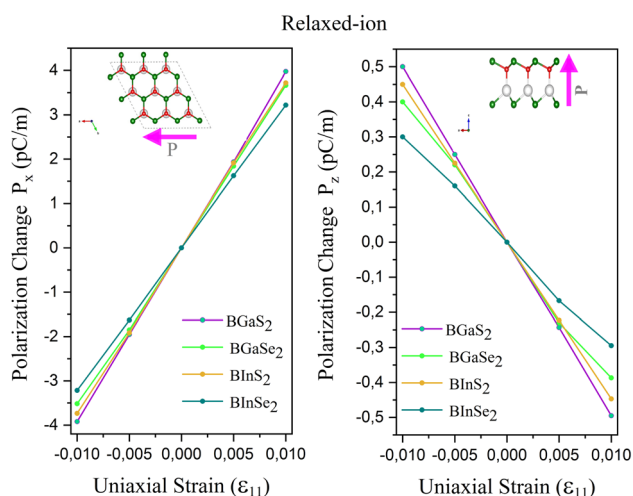 Relaxed-ion
Polarization Change Pₓ (pC/m)
4
3
2
1
0
-1
-2
-3
-4
P
BGaS₂
BGaSe₂
BInS₂
BInSe₂
-0,010 -0,005 0,000 0,005 0,010
Uniaxial Strain (ε₁₁)
Polarization Change P_z (pC/m)
0,5
0,4
0,3
0,2
0,1
0,0
-0,1
-0,2
-0,3
-0,4
-0,5
P
BGaS₂
BGaSe₂
BInS₂
BInSe₂
-0,010 -0,005 0,000 0,005 0,010
Uniaxial Strain (ε₁₁)